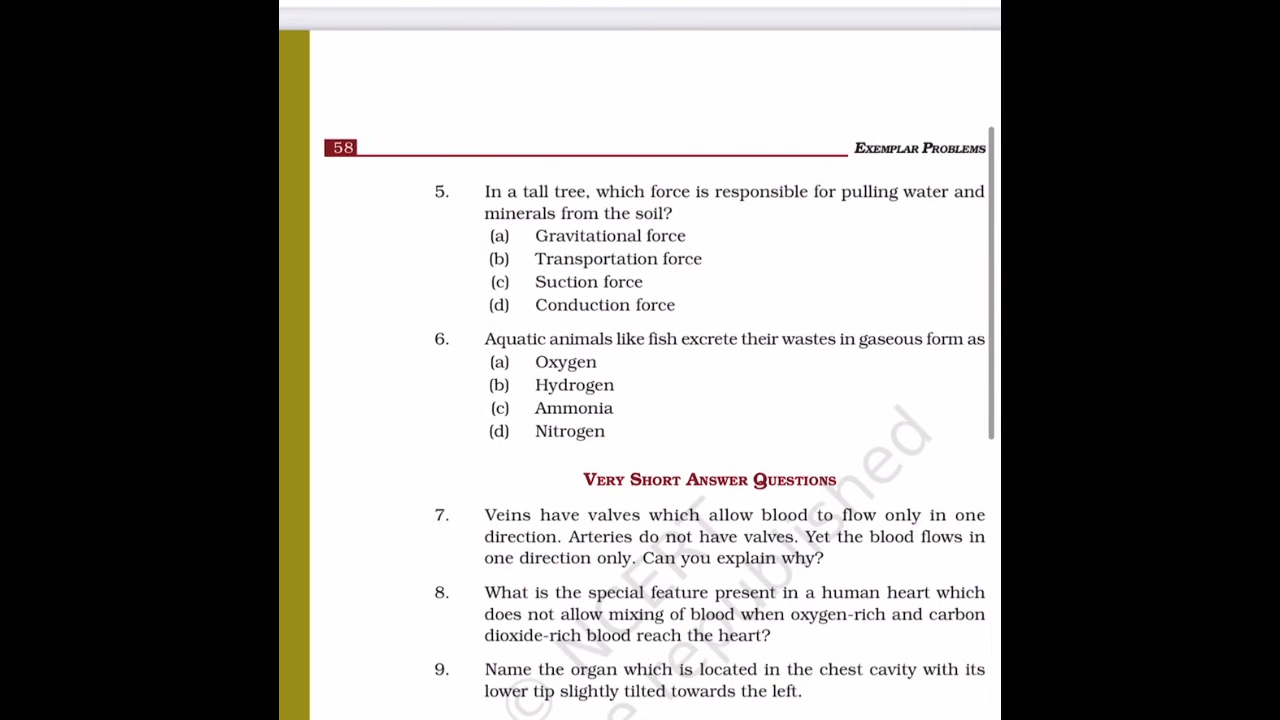 58
EXEMPLAR PROBLEMS
5. In a tall tree, which force is responsible for pulling water and
minerals from the soil?
(a) Gravitational force
(b) Transportation force
(c) Suction force
(d) Conduction force
6. Aquatic animals like fish excrete their wastes in gaseous form as
(a) Oxygen
(b) Hydrogen
(c) Ammonia
(d) Nitrogen
VERY SHORT ANSWER QUESTIONS
7. Veins have valves which allow blood to flow only in one
direction. Arteries do not have valves. Yet the blood flows in
one direction only. Can you explain why?
8. What is the special feature present in a human heart which
does not allow mixing of blood when oxygen-rich and carbon
dioxide-rich blood reach the heart?
9. Name the organ which is located in the chest cavity with its
lower tip slightly tilted towards the left.
© NCERT
republished